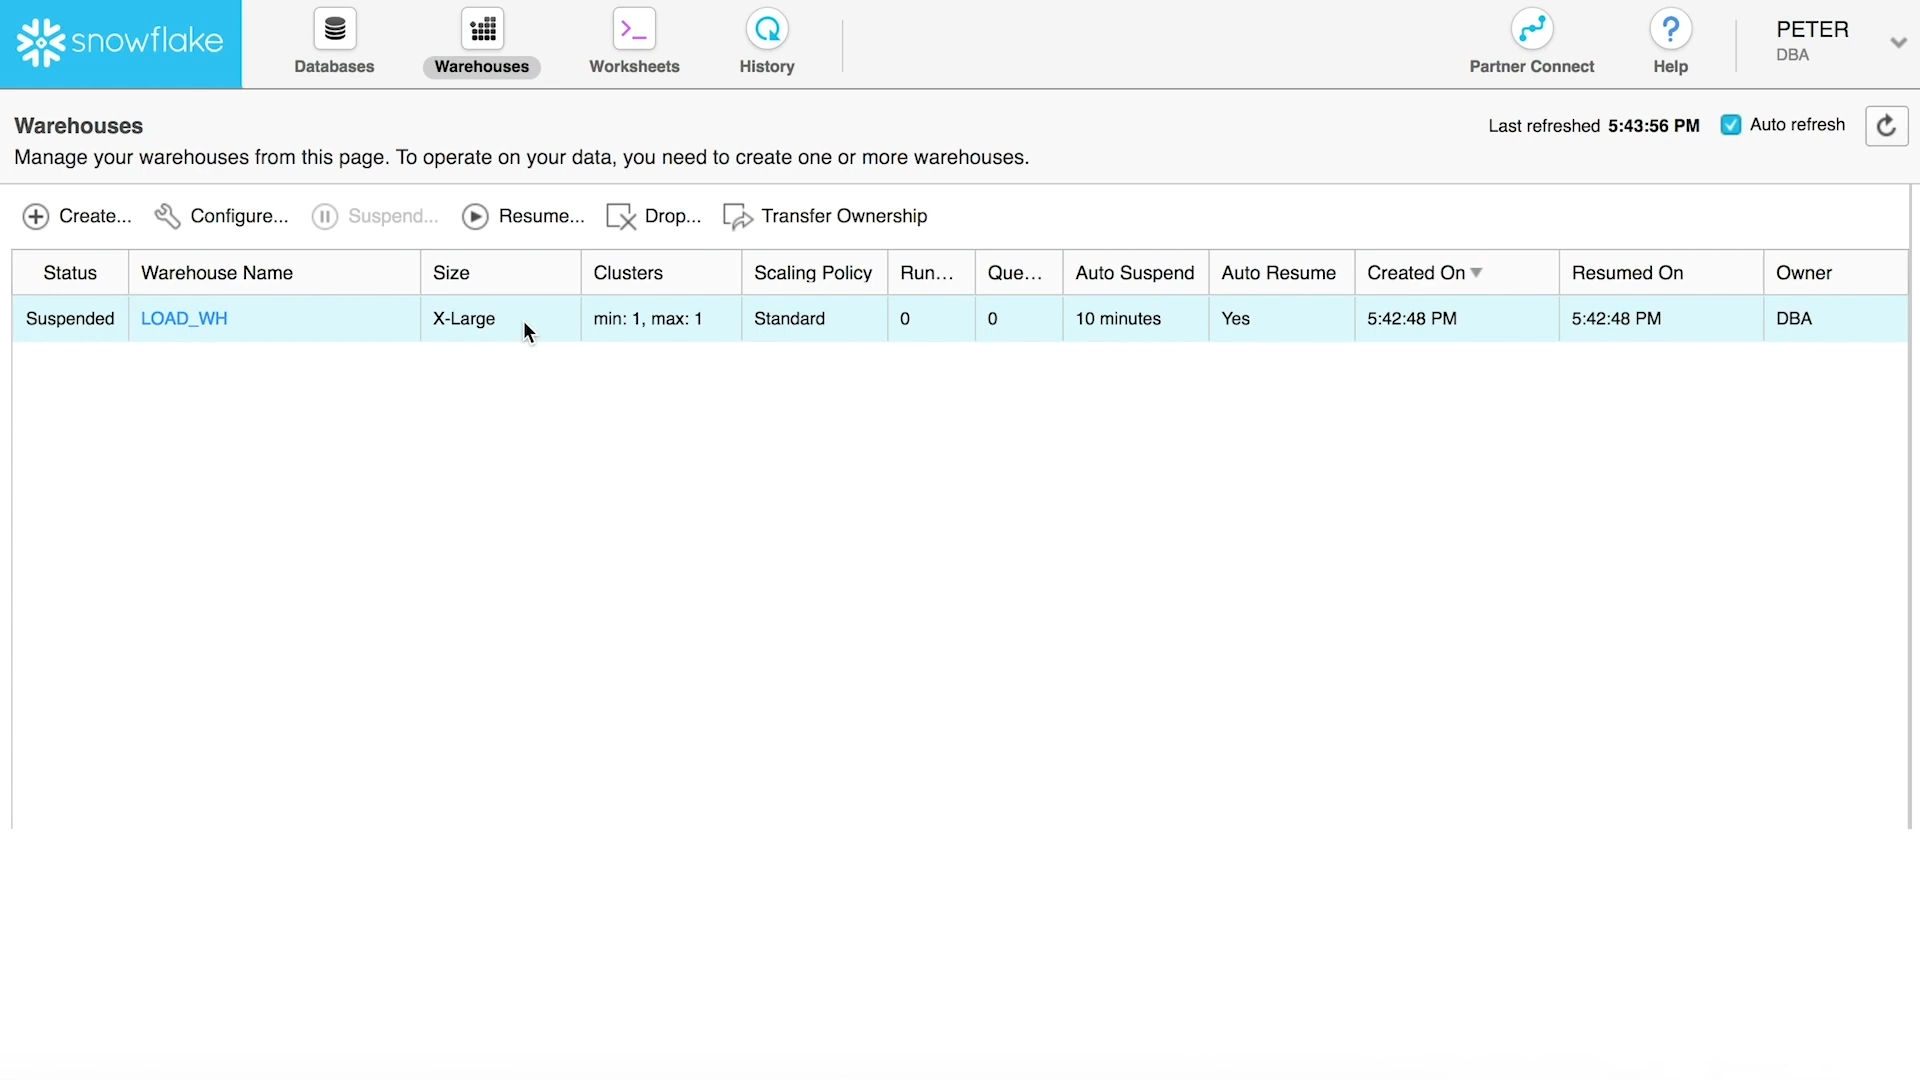 snowflake
Databases
Warehouses
Worksheets
History
Partner Connect
Help
PETER
DBA
Warehouses
Last refreshed 5:43:56 PM
Auto refresh
Manage your warehouses from this page. To operate on your data, you need to create one or more warehouses.
Create... Configure... Suspend... Resume... Drop... Transfer Ownership
Status Warehouse Name Size Clusters Scaling Policy Run... Que... Auto Suspend Auto Resume Created On Resumed On Owner
Suspended LOAD_WH X-Large min: 1, max: 1 Standard 0 0 10 minutes Yes 5:42:48 PM 5:42:48 PM DBA